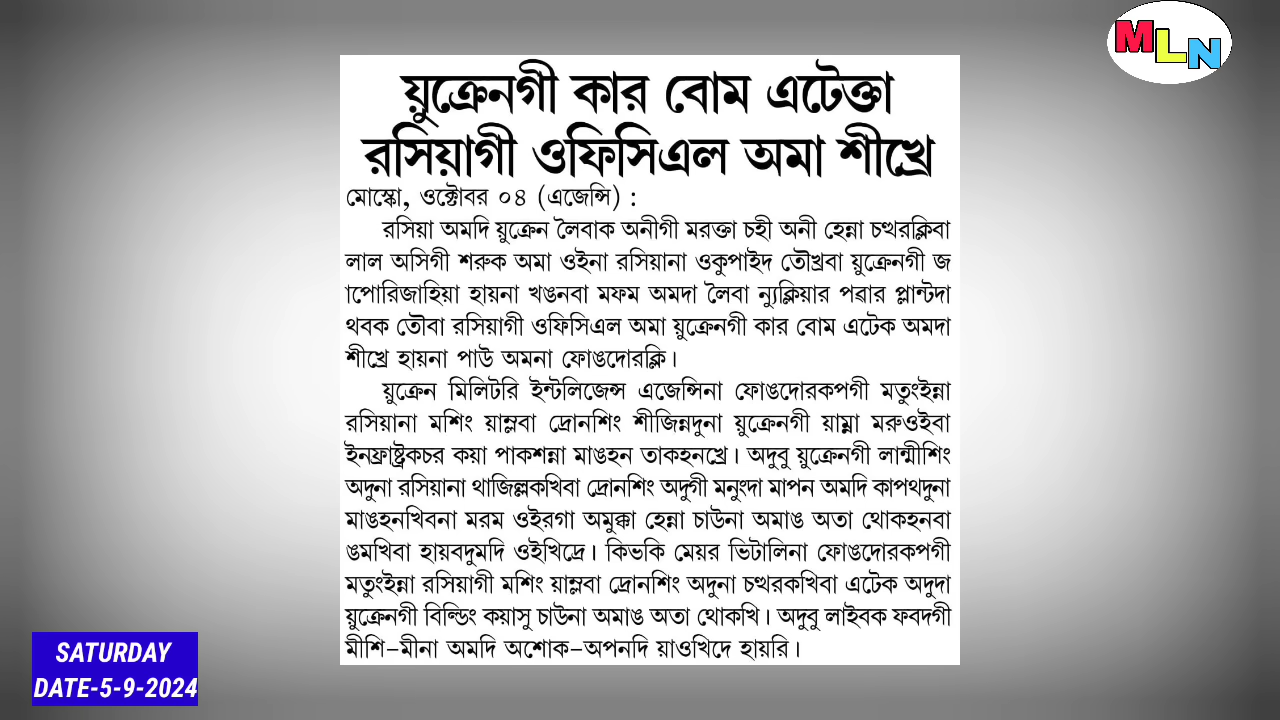 MLN
য়ুক্রেনগী কার বোম এটেক্তা
রসিয়াগী ওফিসিএল অমা শীখ্রে
মোস্কো, ওক্টোবর ০৪ (এজেন্সি) :
রসিয়া অমদি য়ুক্রেন লৈবাক অনীগী মরক্তা চহী অনী হেন্না চত্থরক্লিবা
লাল অসিগী শরুক অমা ওইনা রসিয়ানা ওকুপাইদ তৌখ্রবা য়ুক্রেনগী জ
াপোরিজাহিয়া হায়না খঙনবা মফম অমদা লৈবা ন্যুক্লিয়ার পৱার প্লান্টদা
থবক তৌবা রসিয়াগী ওফিসিএল অমা য়ুক্রেনগী কার বোম এটেক অমদা
শীখ্রে হায়না পাউ অমনা ফোঙদোরক্লি।
য়ুক্রেন মিলিটরি ইন্টলিজেন্স এজেন্সিনা ফোঙদোরকপগী মতুংইন্না
রসিয়ানা মশিং য়াম্লবা দ্রোনশিং শীজিন্নদুনা য়ুক্রেনগী য়াম্না মরুওইবা
ইনফ্রাষ্ট্রকচর কয়া পাকশন্না মাঙহন তাকহনখ্রে। অদুবু য়ুক্রেনগী লান্মীশিং
অদুনা রসিয়ানা থাজিল্লকখিবা দ্রোনশিং অদুগী মনুংদা মাপন অমদি কাপথদুনা
মাঙহনখিবনা মরম ওইরগা অমুক্কা হেন্না চাউনা অমাঙ অতা থোকহনবা
ঙমখিবা হায়বদুমদি ওইখিদ্রে। কিভকি মেয়র ভিটালিনা ফোঙদোরকপগী
মতুংইন্না রসিয়াগী মশিং য়াম্লবা দ্রোনশিং অদুনা চত্থরকখিবা এটেক অদুদা
য়ুক্রেনগী বিল্ডিং কয়াসু চাউনা অমাঙ অতা থোকখি। অদুবু লাইবক ফবদগী
মীশি–মীনা অমদি অশোক–অপনদি য়াওখিদে হায়রি।
SATURDAY
DATE-5-9-2024